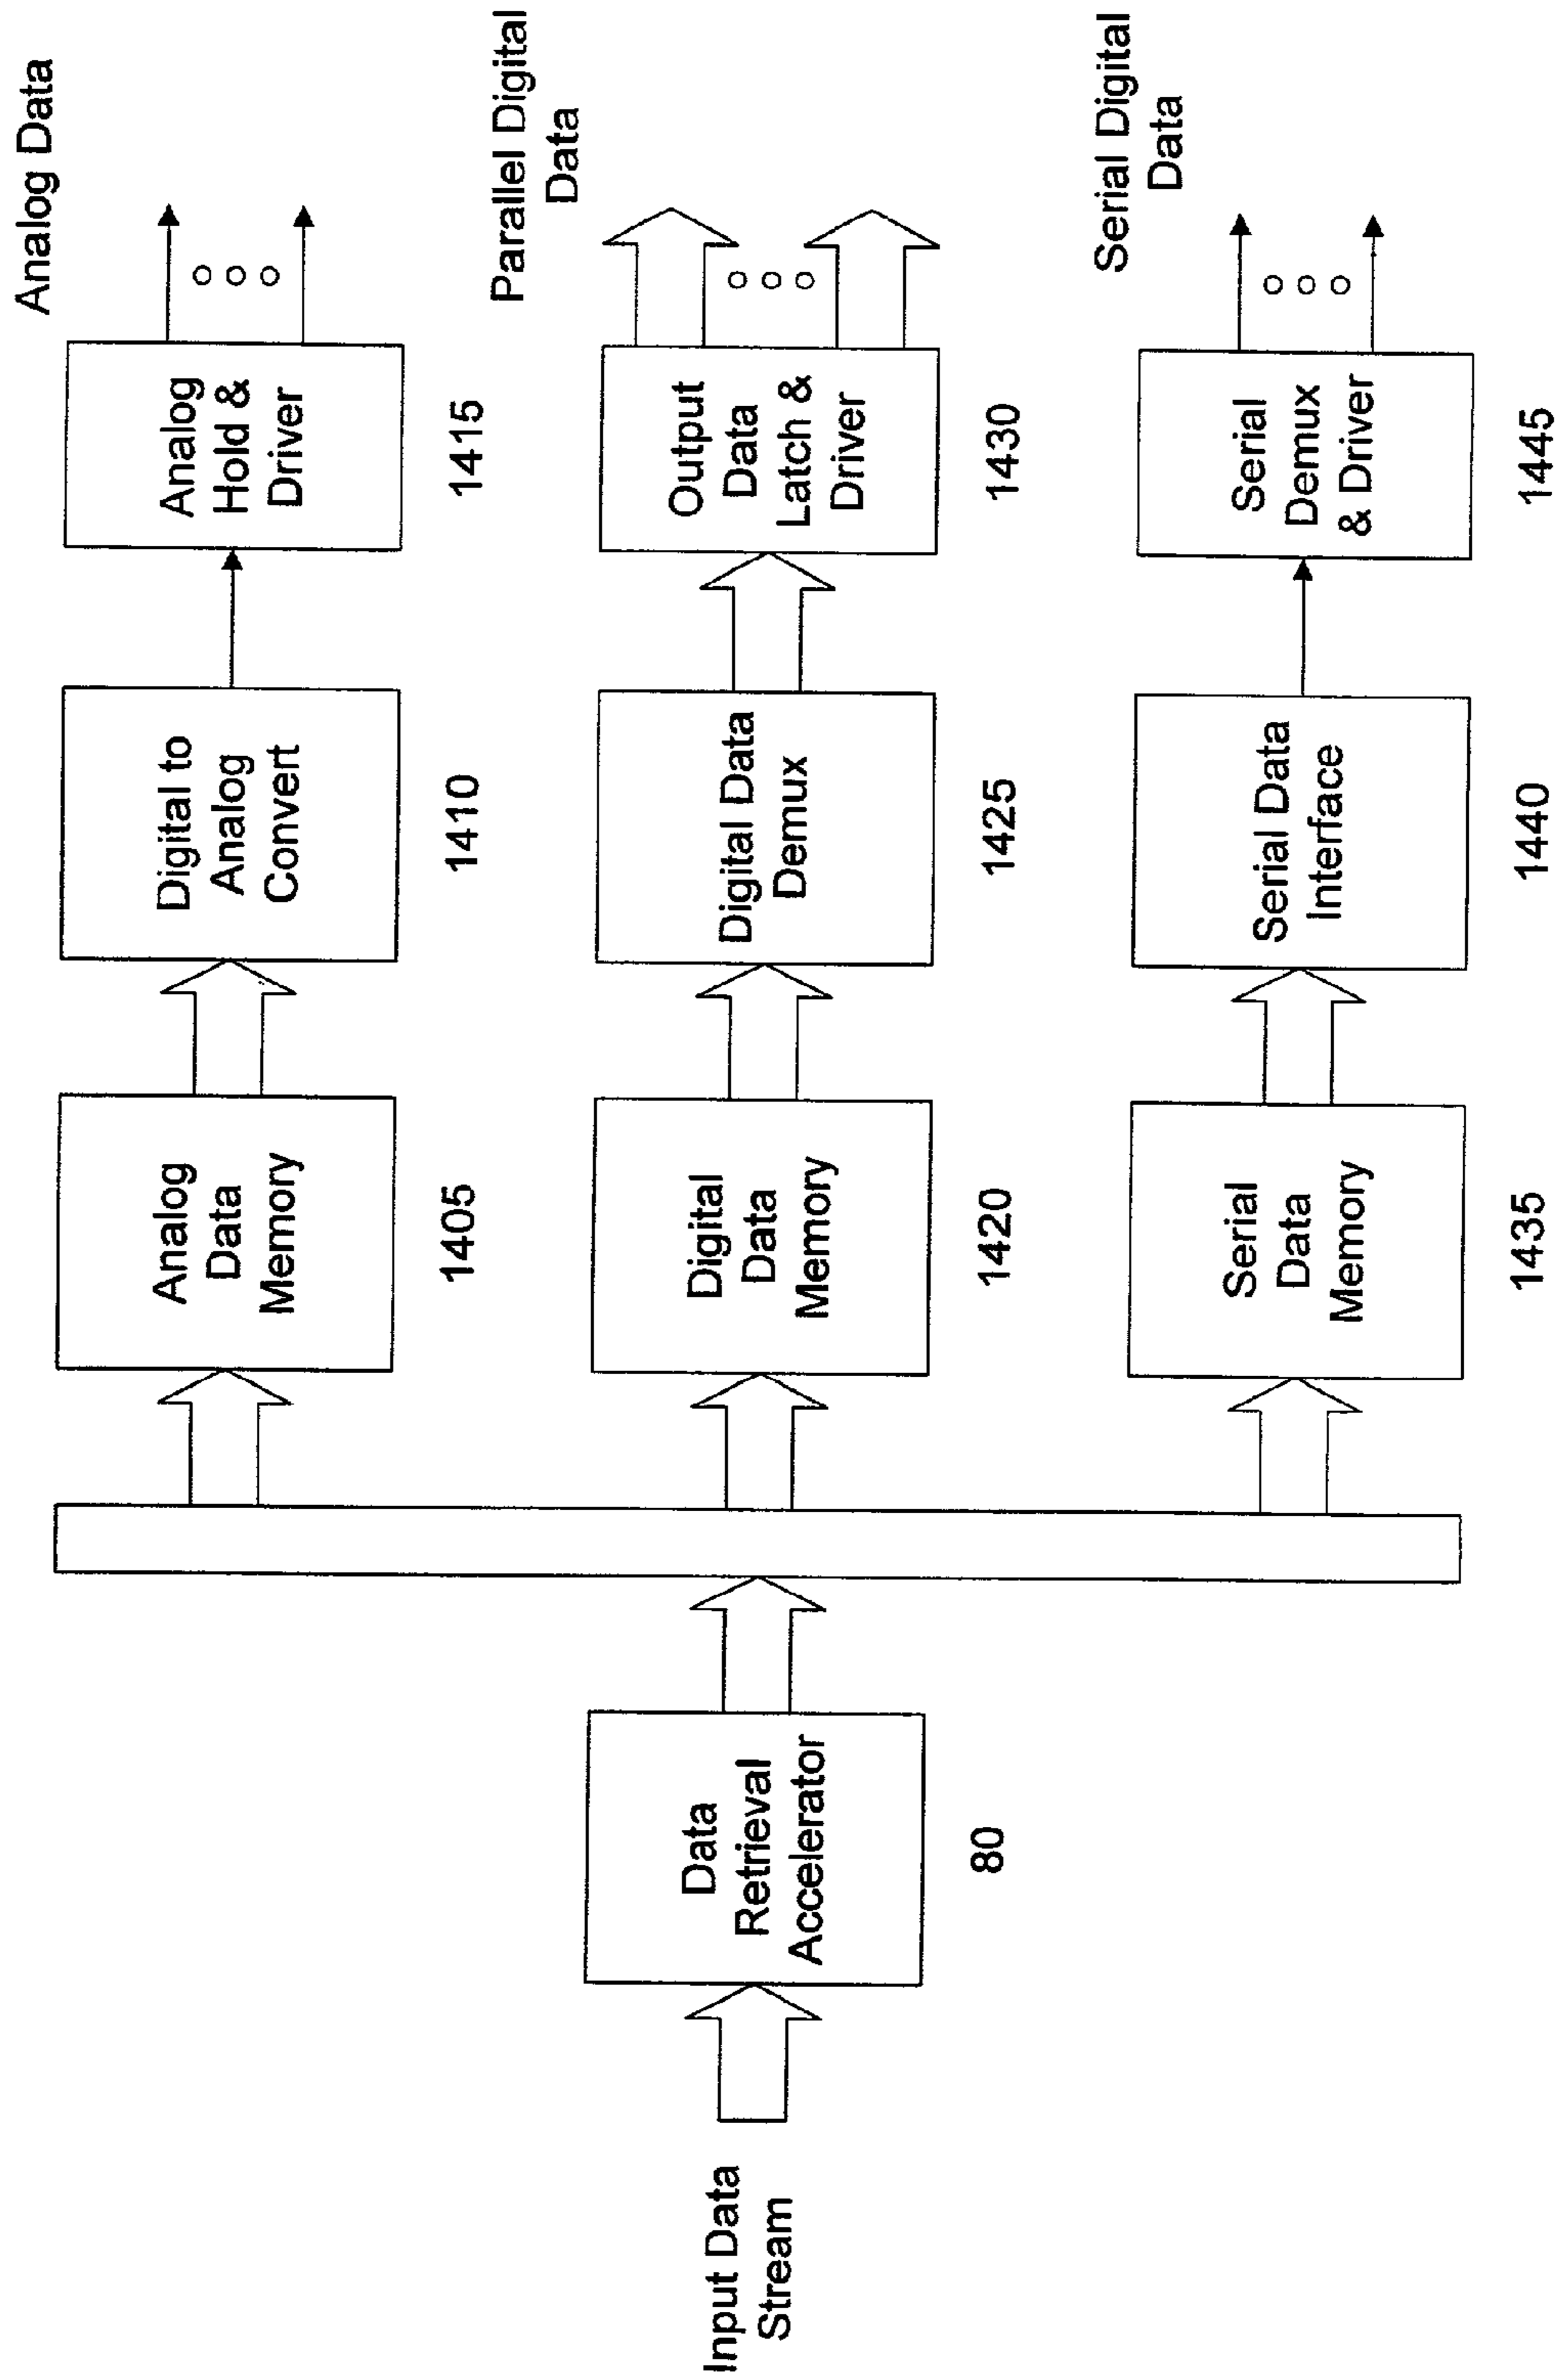 Input Data
Stream
Data
Retrieval
Accelerator
80
Analog
Data
Memory
1405
Digital to
Analog
Convert
1410
Analog
Hold &
Driver
1415
Analog Data
Digital
Data
Memory
1420
Digital Data
Demux
1425
Output
Data
Latch &
Driver
1430
Parallel Digital
Data
Serial
Data
Memory
1435
Serial Data
Interface
1440
Serial
Demux
& Driver
1445
Serial Digital
Data